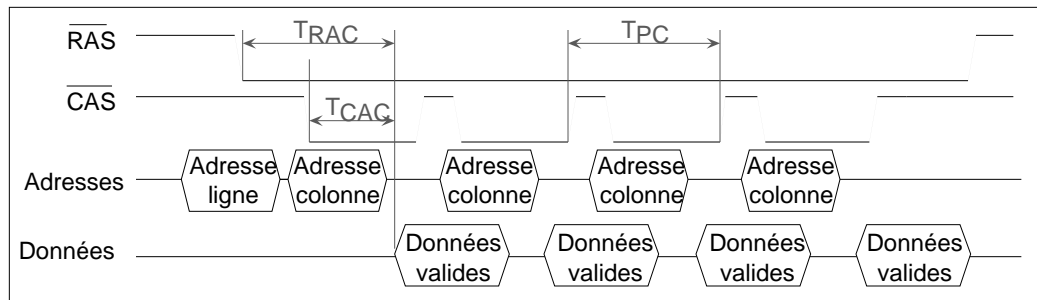 RAS
TRAC
TPC
CAS
TCAC
Adresses
Adresse
ligne
Adresse
colonne
Adresse
colonne
Adresse
colonne
Adresse
colonne
Données
Données
valides
Données
valides
Données
valides
Données
valides